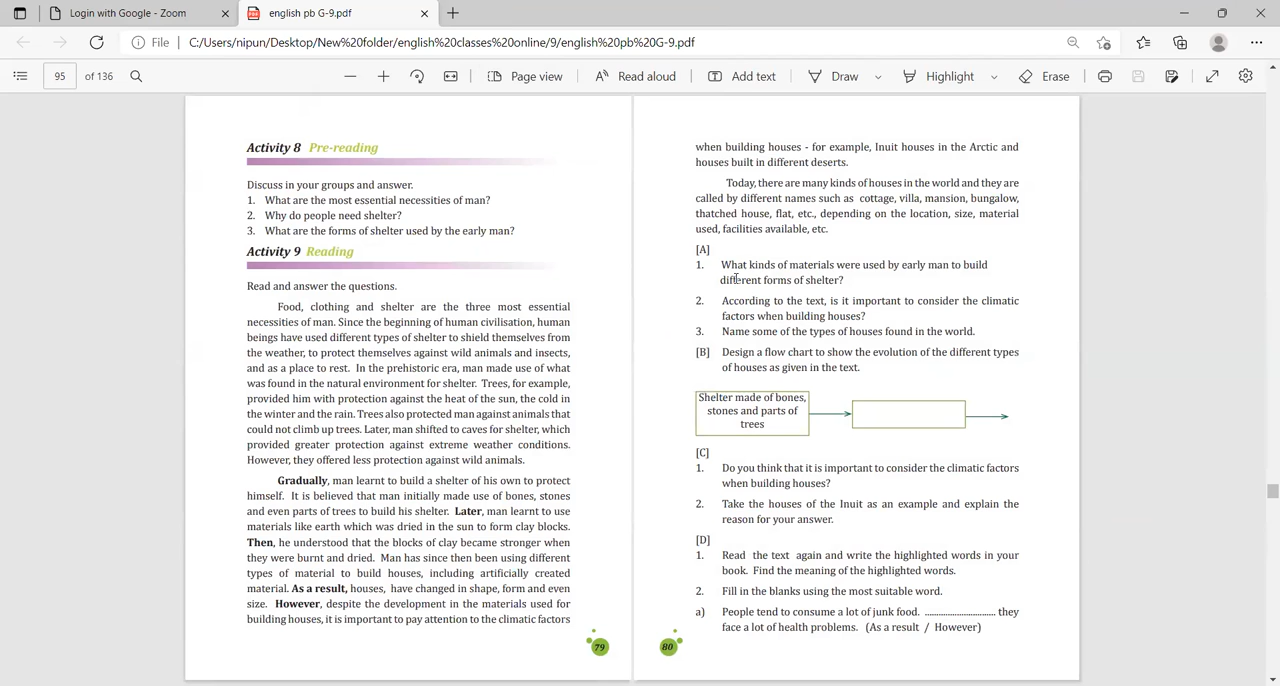 Login with Google - Zoom
english pb G-9.pdf
File
C:/Users/nipun/Desktop/New%20folder/english%20classes%20online/9/english%20pb%20G-9.pdf
95 of 136
Page view
Read aloud
Add text
Draw
Highlight
Erase
Activity 8 Pre-reading
Discuss in your groups and answer.
1. What are the most essential necessities of man?
2. Why do people need shelter?
3. What are the forms of shelter used by the early man?
Activity 9 Reading
Read and answer the questions.
Food, clothing and shelter are the three most essential
necessities of man. Since the beginning of human civilisation, human
beings have used different types of shelter to shield themselves from
the weather, to protect themselves against wild animals and insects,
and as a place to rest. In the prehistoric era, man made use of what
was found in the natural environment for shelter. Trees, for example,
provided him with protection against the heat of the sun, the cold in
the winter and the rain. Trees also protected man against animals that
could not climb up trees. Later, man shifted to caves for shelter, which
provided greater protection against extreme weather conditions.
However, they offered less protection against wild animals.
Gradually, man learnt to build a shelter of his own to protect
himself. It is believed that man initially made use of bones, stones
and even parts of trees to build his shelter. Later, man learnt to use
materials like earth which was dried in the sun to form clay blocks.
Then, he understood that the blocks of clay became stronger when
they were burnt and dried. Man has since then been using different
types of material to build houses, including artificially created
material. As a result, houses, have changed in shape, form and even
size. However, despite the development in the materials used for
building houses, it is important to pay attention to the climatic factors
79
when building houses - for example, Inuit houses in the Arctic and
houses built in different deserts.
Today, there are many kinds of houses in the world and they are
called by different names such as cottage, villa, mansion, bungalow,
thatched house, flat, etc., depending on the location, size, material
used, facilities available, etc.
[A]
1. What kinds of materials were used by early man to build
different forms of shelter?
2. According to the text, is it important to consider the climatic
factors when building houses?
3. Name some of the types of houses found in the world.
[B] Design a flow chart to show the evolution of the different types
of houses as given in the text.
Shelter made of bones,
stones and parts of
trees
[C]
1. Do you think that it is important to consider the climatic factors
when building houses?
2. Take the houses of the Inuit as an example and explain the
reason for your answer.
[D]
1. Read the text again and write the highlighted words in your
book. Find the meaning of the highlighted words.
2. Fill in the blanks using the most suitable word.
a) People tend to consume a lot of junk food. .............................. they
face a lot of health problems. (As a result / However)
80